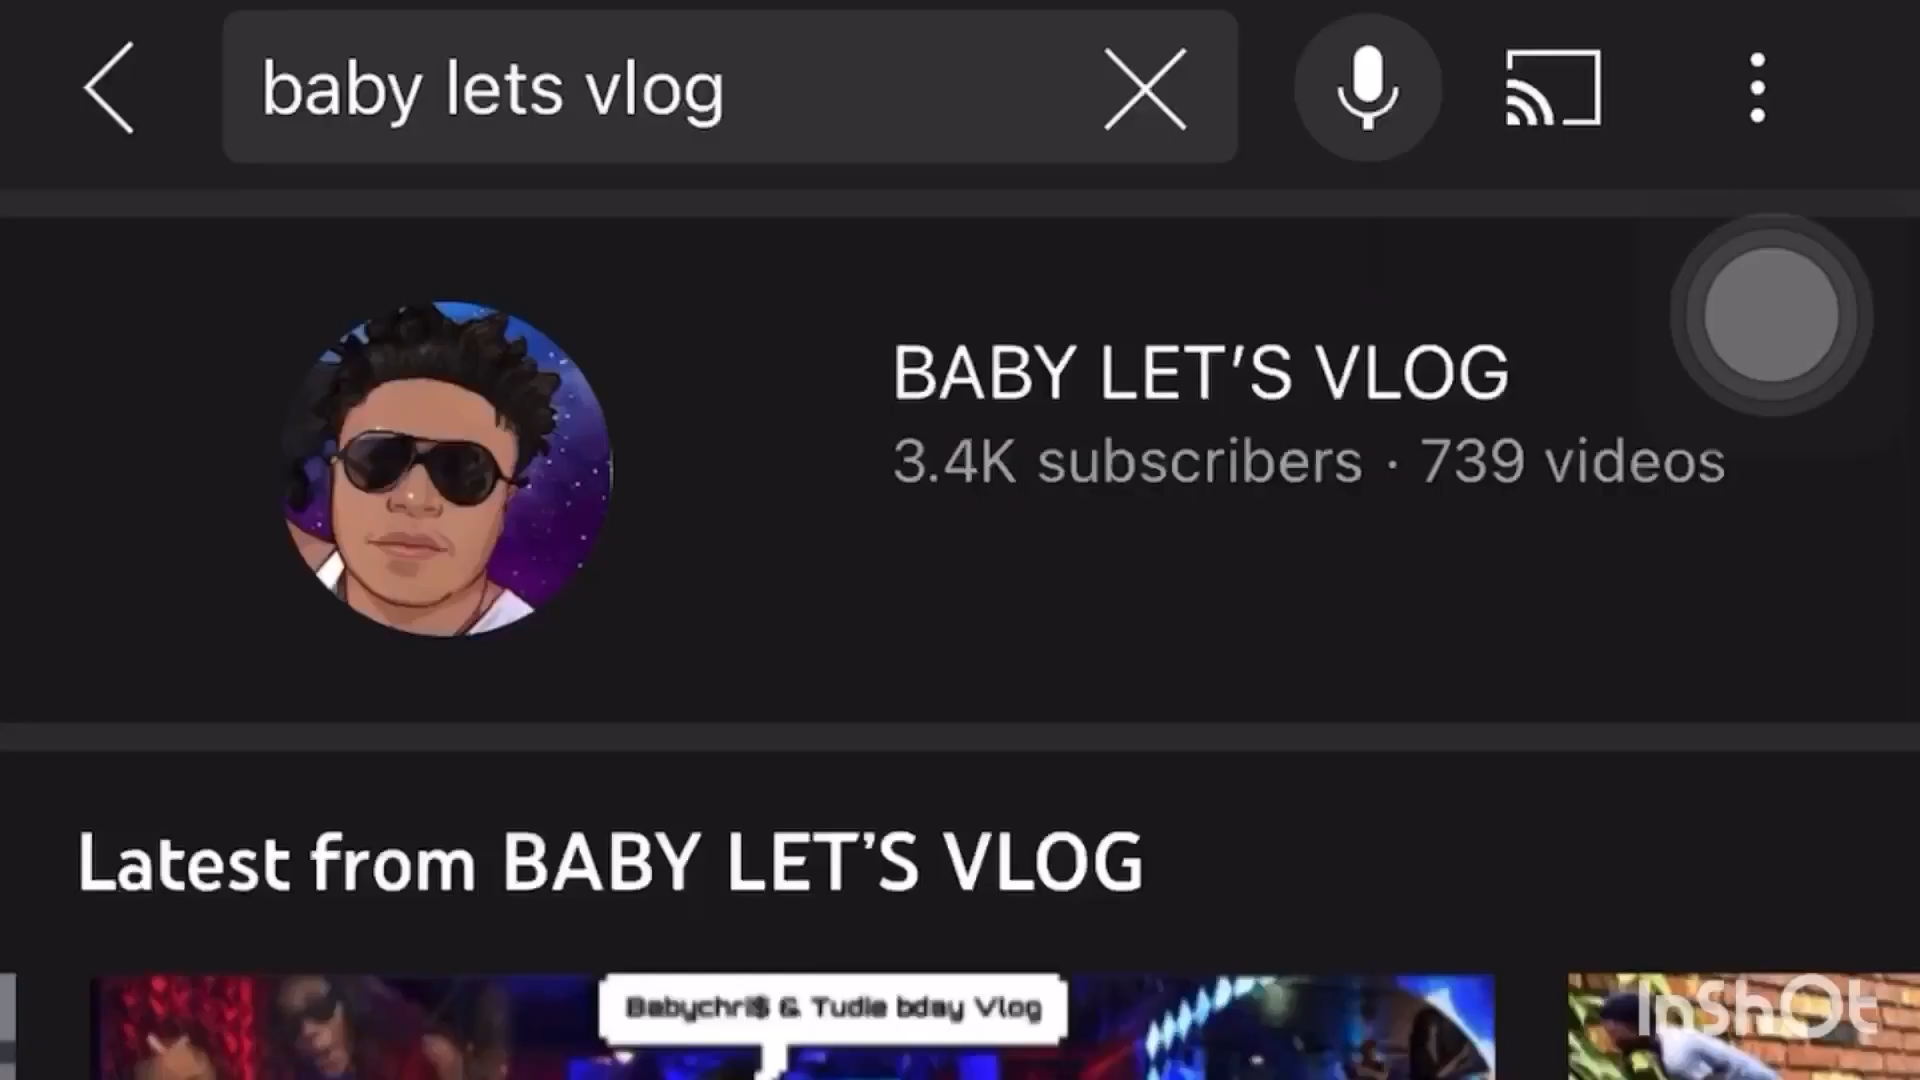 baby lets vlog
BABY LET'S VLOG
3.4K subscribers · 739 videos
Latest from BABY LET'S VLOG
Babychri$ & Tudie bday Vlog
InShOt